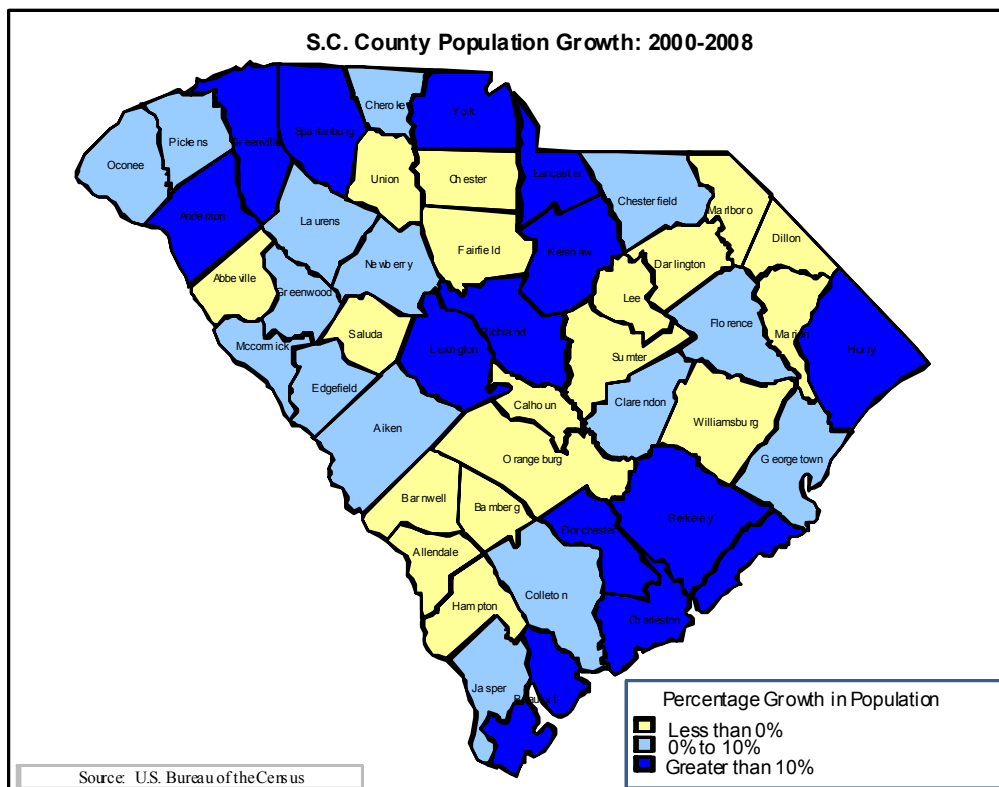 S.C. County Population Growth: 2000-2008
Cherokee
York
Spartanburg
Greenville
Pickens
Oconee
Union
Chester
Lancaster
Chesterfield
Marlboro
Dillon
Anderson
Laurens
Newberry
Fairfield
Kershaw
Darlington
Lee
Abbeville
Greenwood
Saluda
Lexington
Richland
Sumter
Florence
Marion
Horry
Mccormick
Edgefield
Aiken
Calhoun
Clarendon
Williamsburg
Georgetown
Orangeburg
Barnwell
Bamberg
Dorchester
Berkeley
Allendale
Hampton
Colleton
Charleston
Jasper
Beaufort
Percentage Growth in Population
Less than 0%
0% to 10%
Greater than 10%
Source: U.S. Bureau of the Census